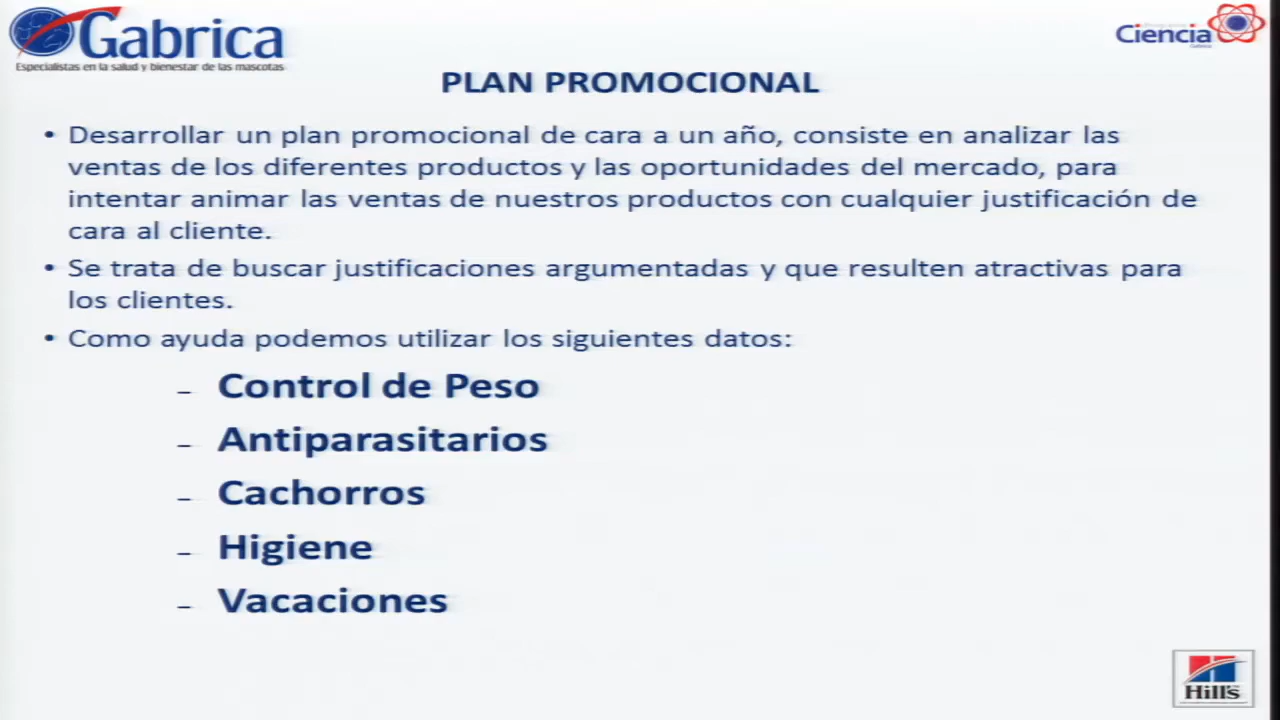 Gabrica
Especialistas en la salud y bienestar de las mascotas
Ciencia
PLAN PROMOCIONAL
• Desarrollar un plan promocional de cara a un año, consiste en analizar las
ventas de los diferentes productos y las oportunidades del mercado, para
intentar animar las ventas de nuestros productos con cualquier justificación de
cara al cliente.
• Se trata de buscar justificaciones argumentadas y que resulten atractivas para
los clientes.
• Como ayuda podemos utilizar los siguientes datos:
– Control de Peso
– Antiparasitarios
– Cachorros
– Higiene
– Vacaciones
Hill's